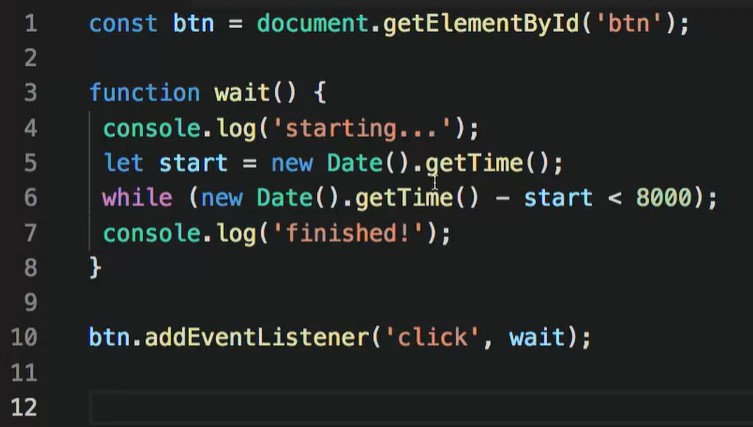 1 const btn = document.getElementById('btn');
2
3 function wait() {
4 console.log('starting...');
5 let start = new Date().getTime();
6 while (new Date().getTime() - start < 8000);
7 console.log('finished!');
8 }
9
10 btn.addEventListener('click', wait);
11
12